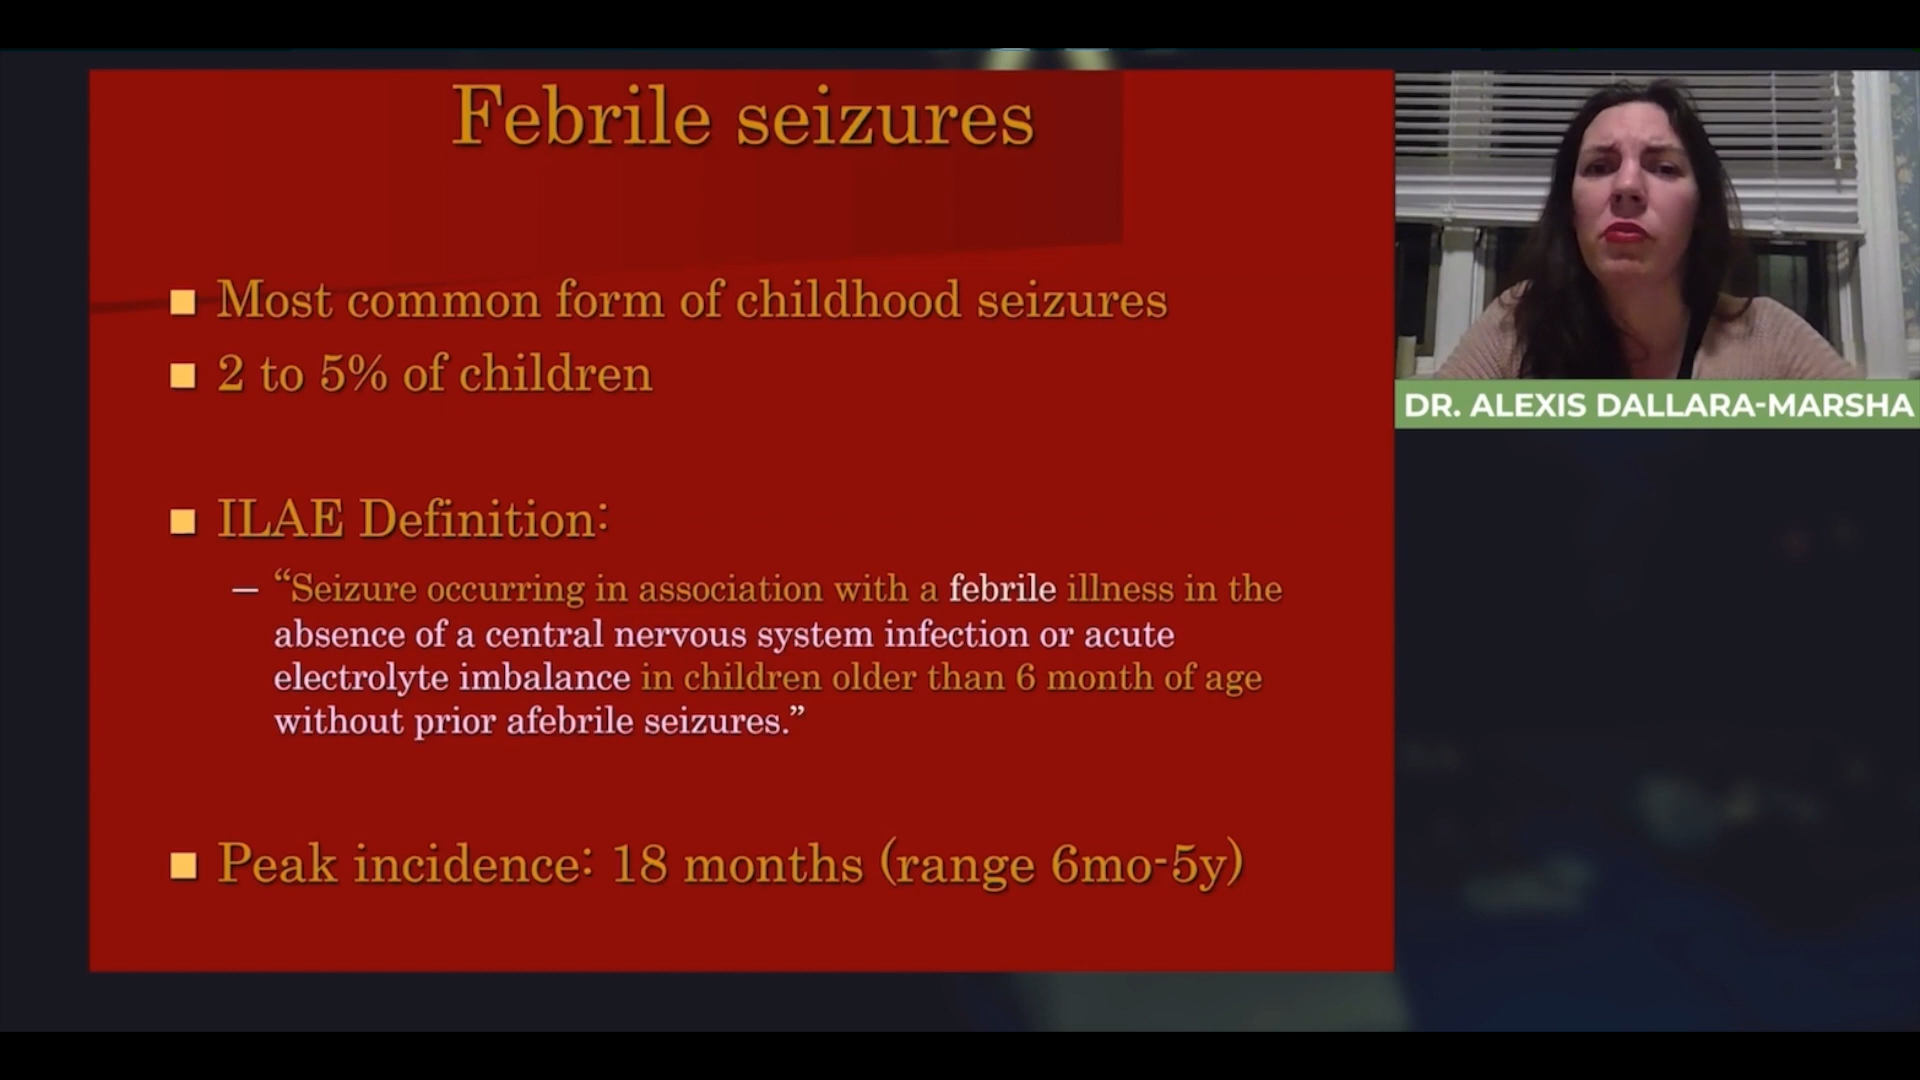 Febrile seizures
Most common form of childhood seizures
2 to 5% of children
ILAE Definition:
– “Seizure occurring in association with a febrile illness in the
absence of a central nervous system infection or acute
electrolyte imbalance in children older than 6 month of age
without prior afebrile seizures.”
Peak incidence: 18 months (range 6mo-5y)
DR. ALEXIS DALLARA-MARSHA